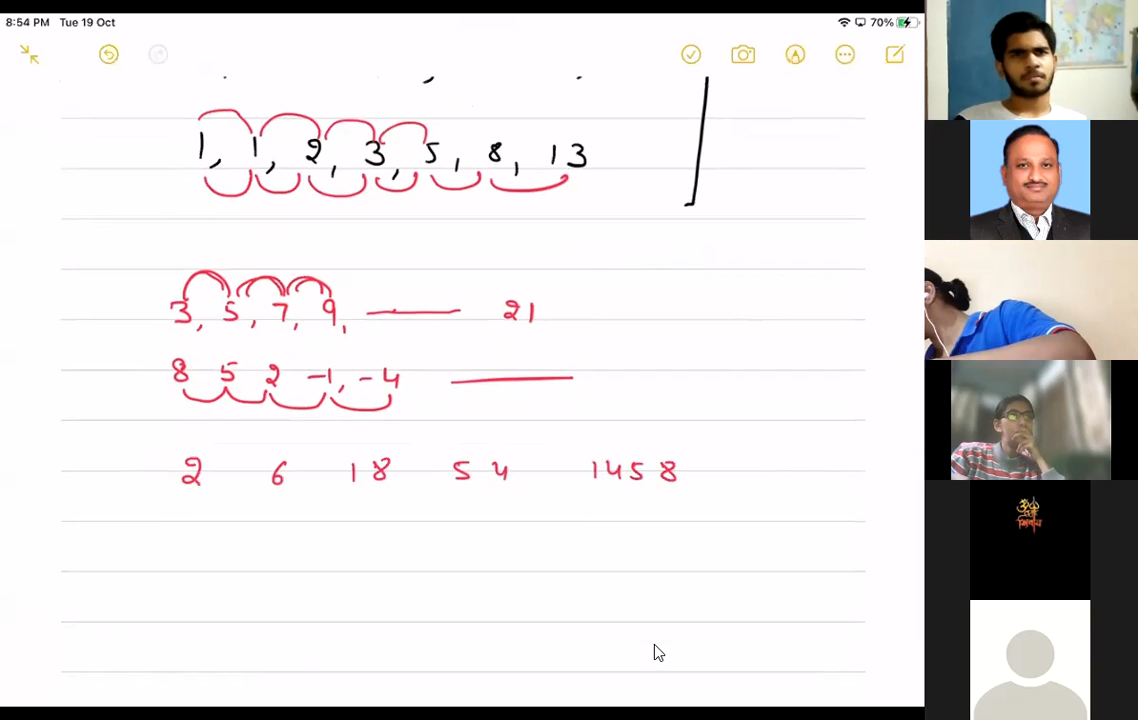 8:54 PM Tue 19 Oct 70%
1, 1, 2, 3, 5, 8, 13
3, 5, 7, 9, —— 21
8 5 2 -1, -4 ——
2 6 18 54 1458